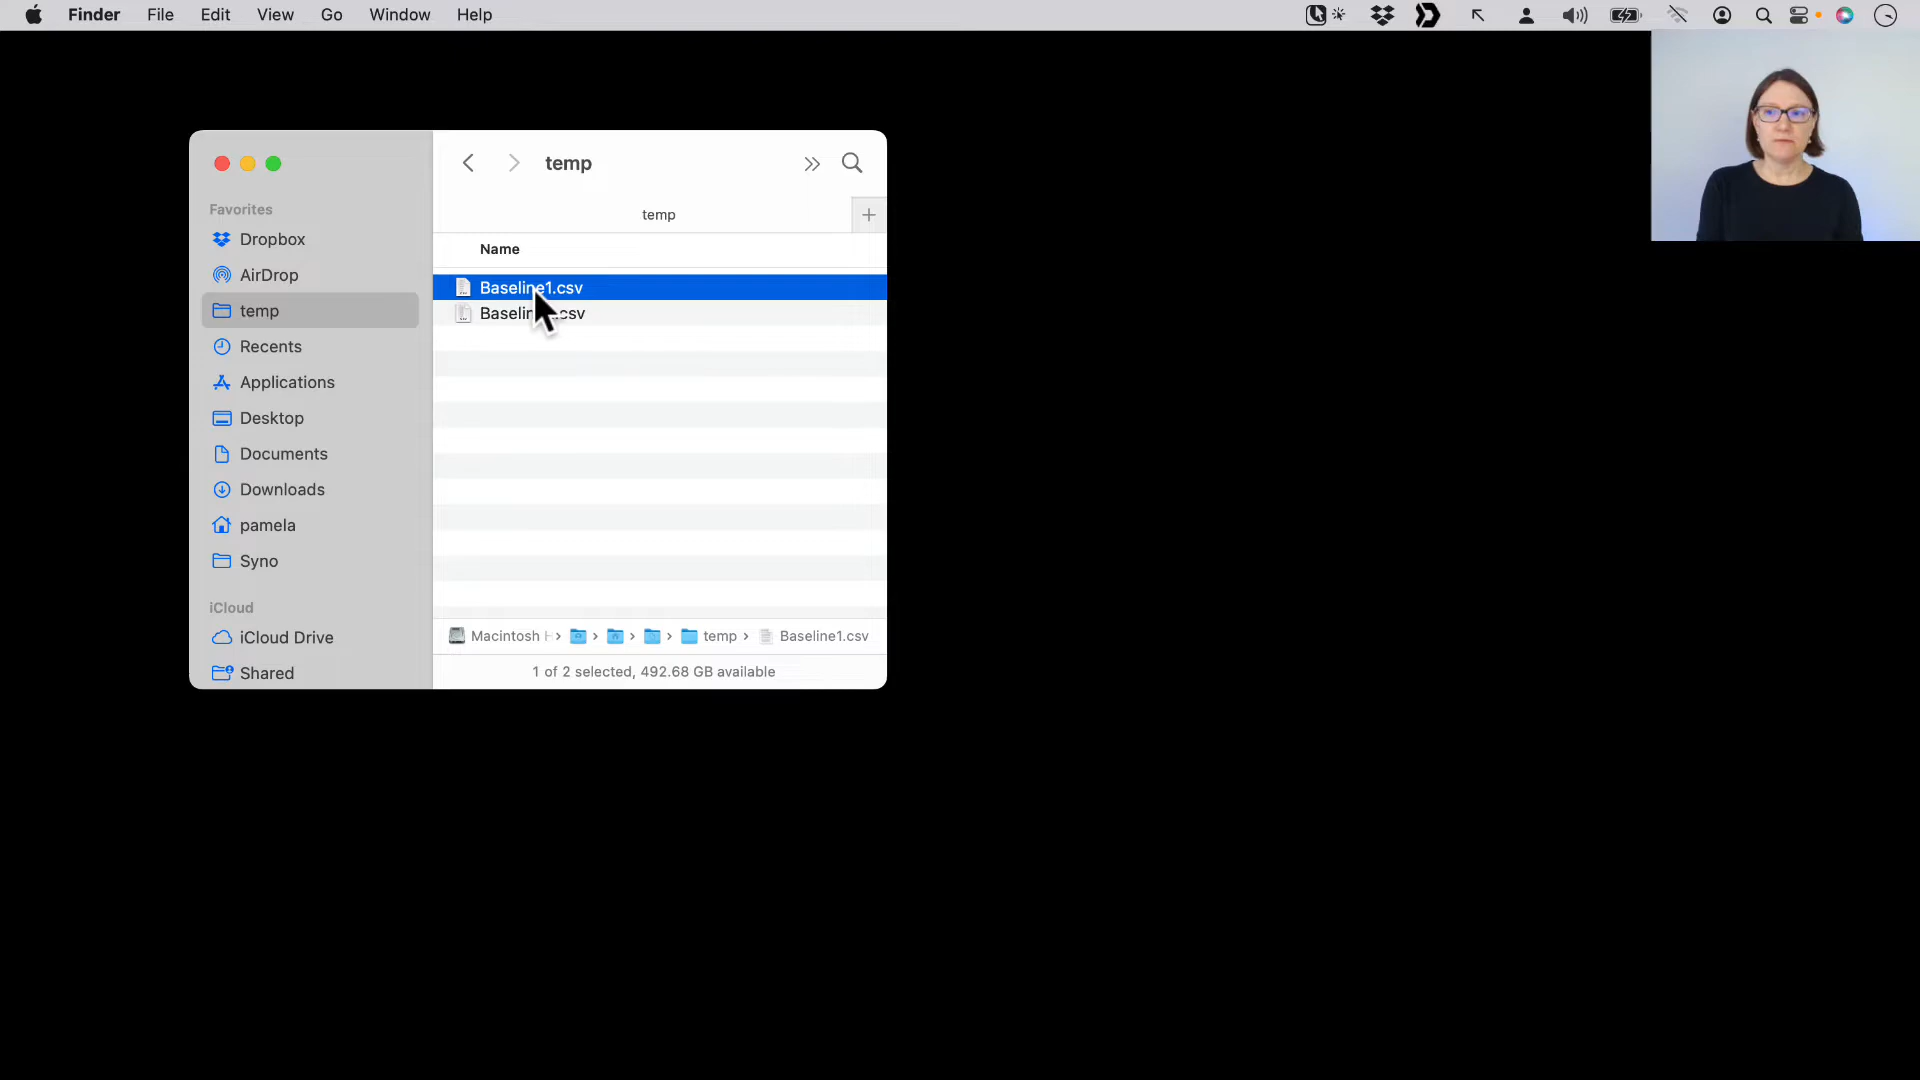 Finder File Edit View Go Window Help
temp
Favorites
Dropbox
AirDrop
temp
Recents
Applications
Desktop
Documents
Downloads
pamela
Syno
iCloud
iCloud Drive
Shared
temp
Name
Baseline1.csv
Macintosh temp Baseline1.csv
1 of 2 selected, 492.68 GB available